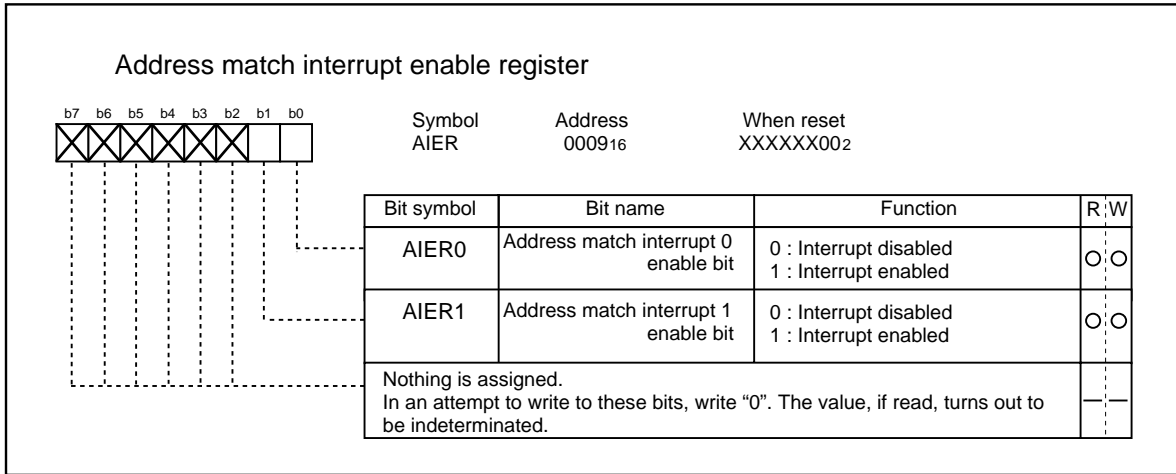 Address match interrupt enable register
b7 b6 b5 b4 b3 b2 b1 b0
Symbol Address When reset
AIER 000916 XXXXXX002
Bit symbol Bit name Function R W
AIER0 Address match interrupt 0 enable bit 0 : Interrupt disabled
1 : Interrupt enabled
AIER1 Address match interrupt 1 enable bit 0 : Interrupt disabled
1 : Interrupt enabled
Nothing is assigned.
In an attempt to write to these bits, write “0”. The value, if read, turns out to
be indeterminated.